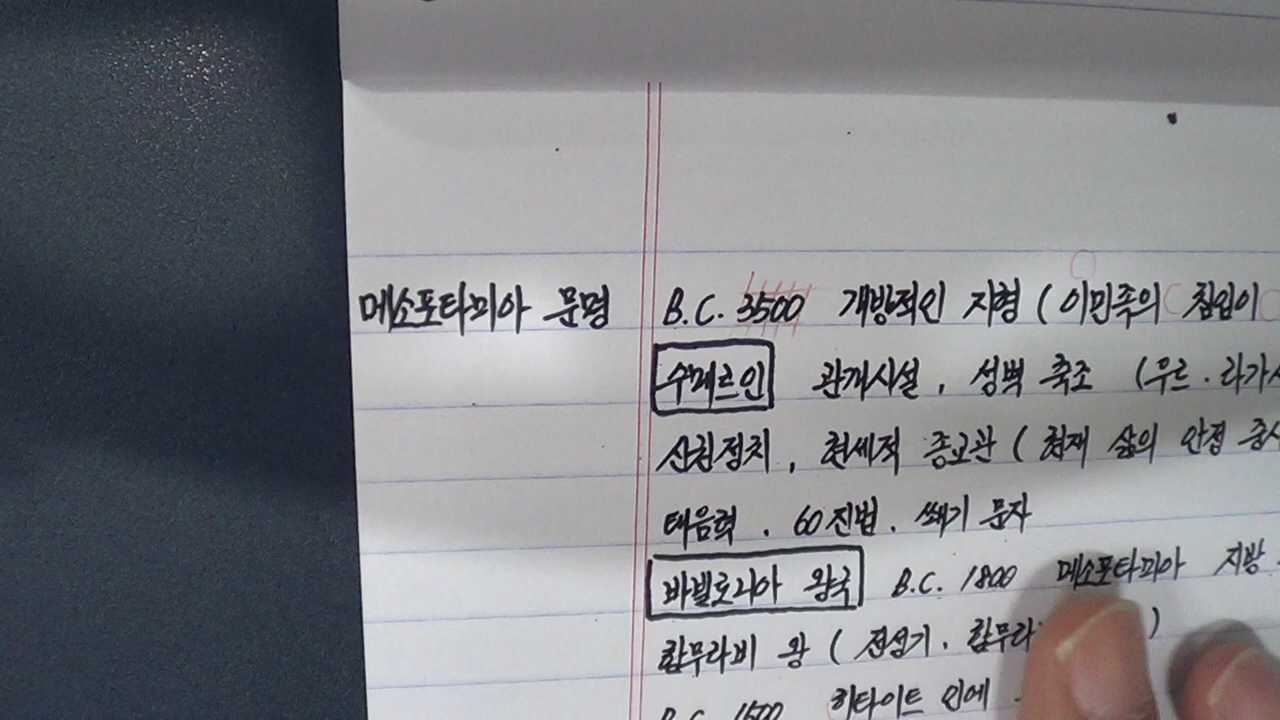 메소포타미아 문명 B.C. 3500 개방적인 지형 ( 이민족의 침입이
수메르인 관개시설, 성벽 축조 (우르 · 라가
신권정치, 현세적 종교관 ( 현재 삶의 안정 중시
태음력 . 60진법 . 쐐기 문자
바빌로니아 왕국 B.C. 1800 메소포타미아 지방
함무라비 왕 ( 전성기 . 함무라 )
B.C. 1500 히타이트 인에